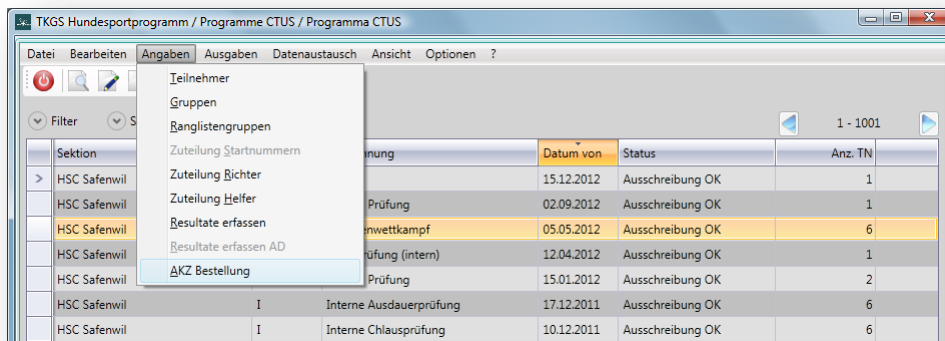 TKGS Hundesportprogramm / Programme CTUS / Programma CTUS
Datei Bearbeiten Angaben Ausgaben Datenaustausch Ansicht Optionen ?
Teilnehmer
Gruppen
Ranglistengruppen
Zuteilung Startnummern
Zuteilung Richter
Zuteilung Helfer
Resultate erfassen
Resultate erfassen AD
AKZ Bestellung
Filter S 1 - 1001
Sektion nung Datum von Status Anz. TN
> HSC Safenwil 15.12.2012 Ausschreibung OK 1
HSC Safenwil Prüfung 02.09.2012 Ausschreibung OK 1
HSC Safenwil enwettkampf 05.05.2012 Ausschreibung OK 6
HSC Safenwil rüfung (intern) 12.04.2012 Ausschreibung OK 1
HSC Safenwil Prüfung 15.01.2012 Ausschreibung OK 2
HSC Safenwil I Interne Ausdauerprüfung 17.12.2011 Ausschreibung OK 6
HSC Safenwil I Interne Chlausprüfung 10.12.2011 Ausschreibung OK 6